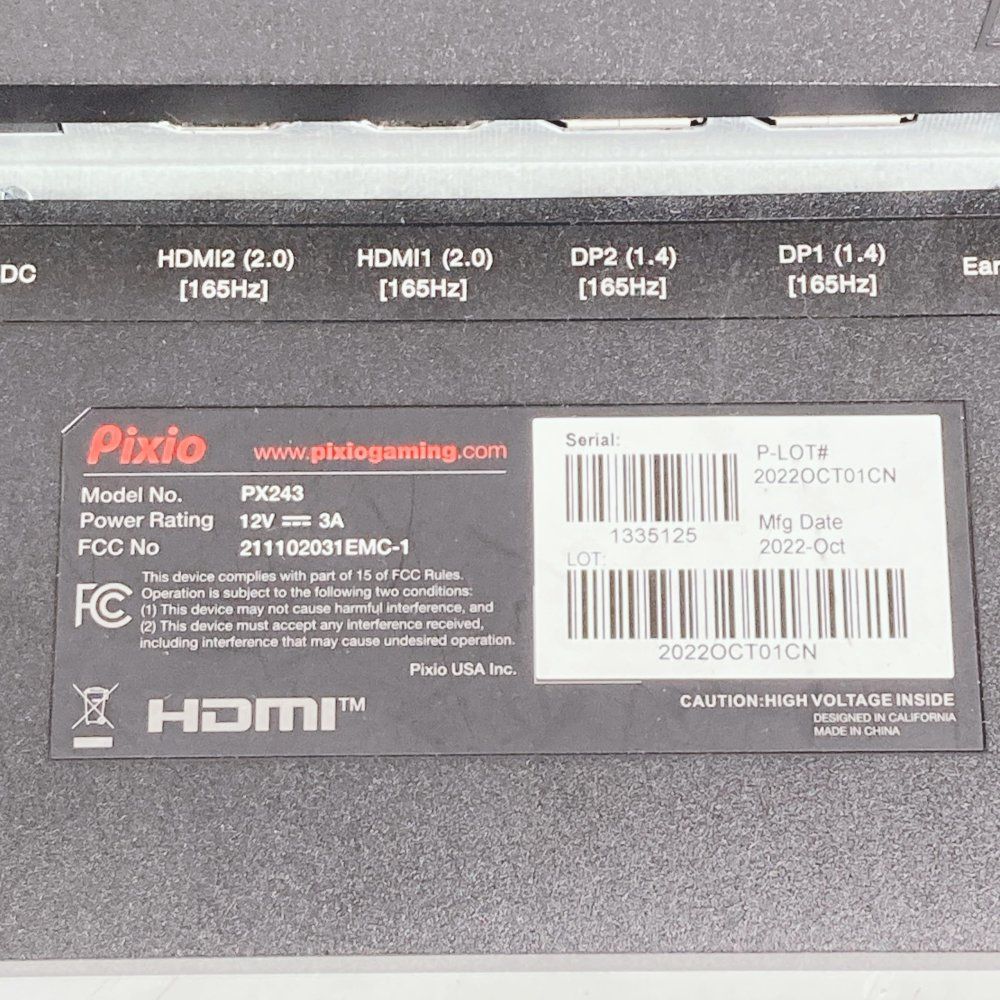 DC
HDMI2 (2.0)
[165Hz]
HDMI1 (2.0)
[165Hz]
DP2 (1.4)
[165Hz]
DP1 (1.4)
[165Hz]
Ear
Pixio
www.pixiogaming.com
Model No. PX243
Power Rating 12V ⎓ 3A
FCC No 211102031EMC-1
FC
This device complies with part of 15 of FCC Rules.
Operation is subject to the following two conditions:
(1) This device may not cause harmful interference, and
(2) This device must accept any interference received,
including interference that may cause undesired operation.
Pixio USA Inc.
HDMI™
Serial:
1335125
P-LOT#
2022OCT01CN
Mfg Date
2022-Oct
LOT:
2022OCT01CN
CAUTION:HIGH VOLTAGE INSIDE
DESIGNED IN CALIFORNIA
MADE IN CHINA